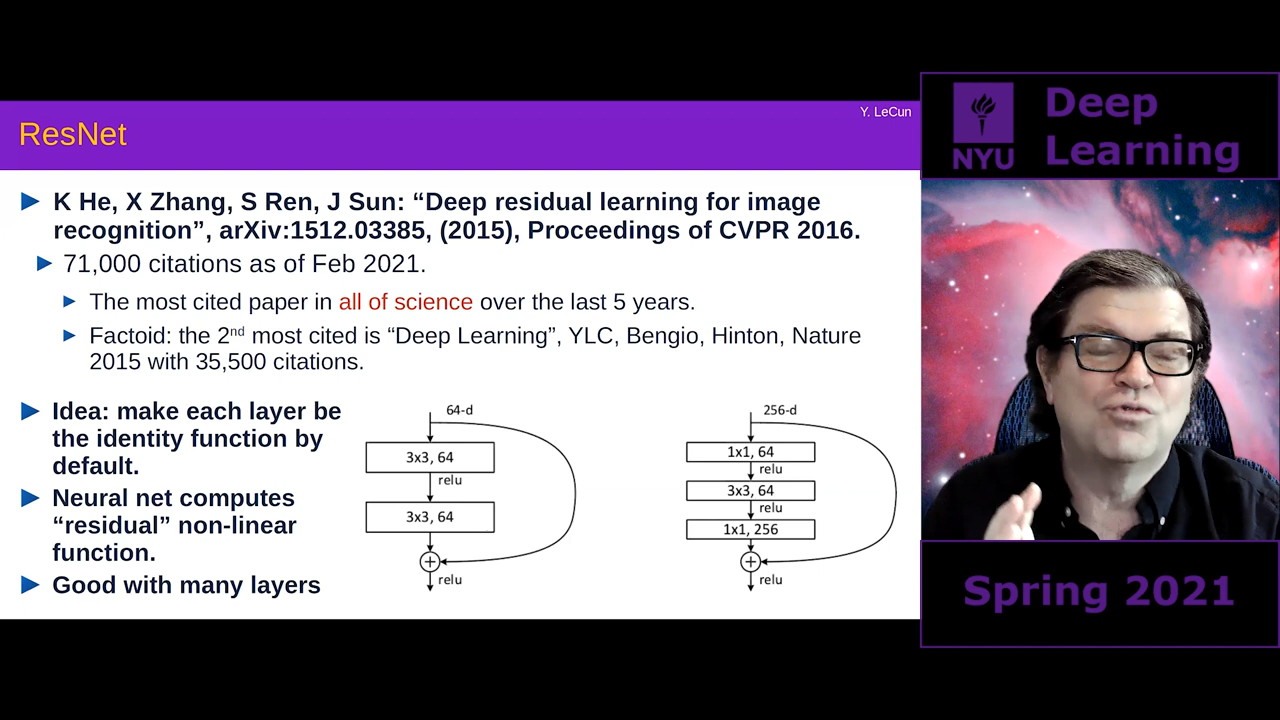 Y. LeCun
ResNet
► K He, X Zhang, S Ren, J Sun: “Deep residual learning for image
recognition”, arXiv:1512.03385, (2015), Proceedings of CVPR 2016.
► 71,000 citations as of Feb 2021.
► The most cited paper in all of science over the last 5 years.
► Factoid: the 2nd most cited is “Deep Learning”, YLC, Bengio, Hinton, Nature
2015 with 35,500 citations.
► Idea: make each layer be
the identity function by
default.
► Neural net computes
“residual” non-linear
function.
► Good with many layers
64-d
3x3, 64
relu
3x3, 64
+
relu
256-d
1x1, 64
relu
3x3, 64
relu
1x1, 256
+
relu
NYU
Deep
Learning
Spring 2021